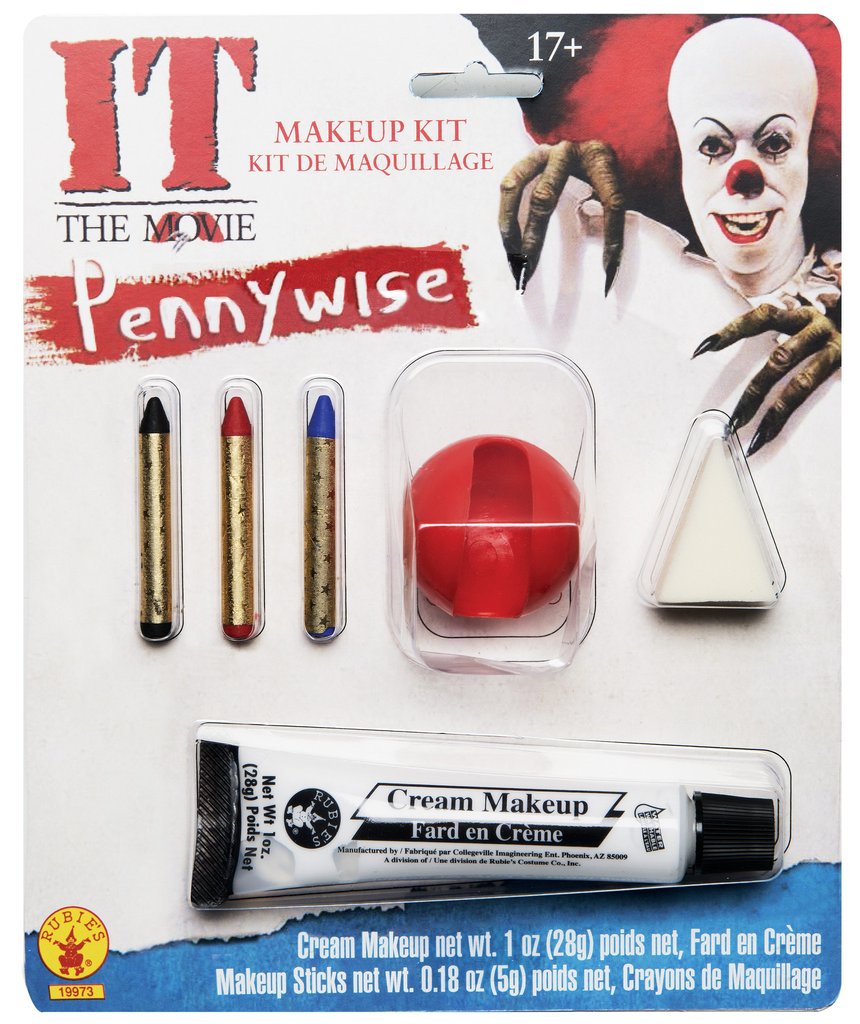 IT
17+
MAKEUP KIT
KIT DE MAQUILLAGE
THE MOVIE
Pennywise
Net Wt 1oz.
(28g) Poids Net
RUBIE'S
®
Cream Makeup
Fard en Crème
Manufactured by / Fabriqué par Collegeville Imagineering Ent. Phoenix, AZ 85009
A division of / Une division de Rubie's Costume Co., Inc.
RUBIE'S
®
19973
Cream Makeup net wt. 1 oz (28g) poids net, Fard en Crème
Makeup Sticks net wt. 0.18 oz (5g) poids net, Crayons de Maquillage